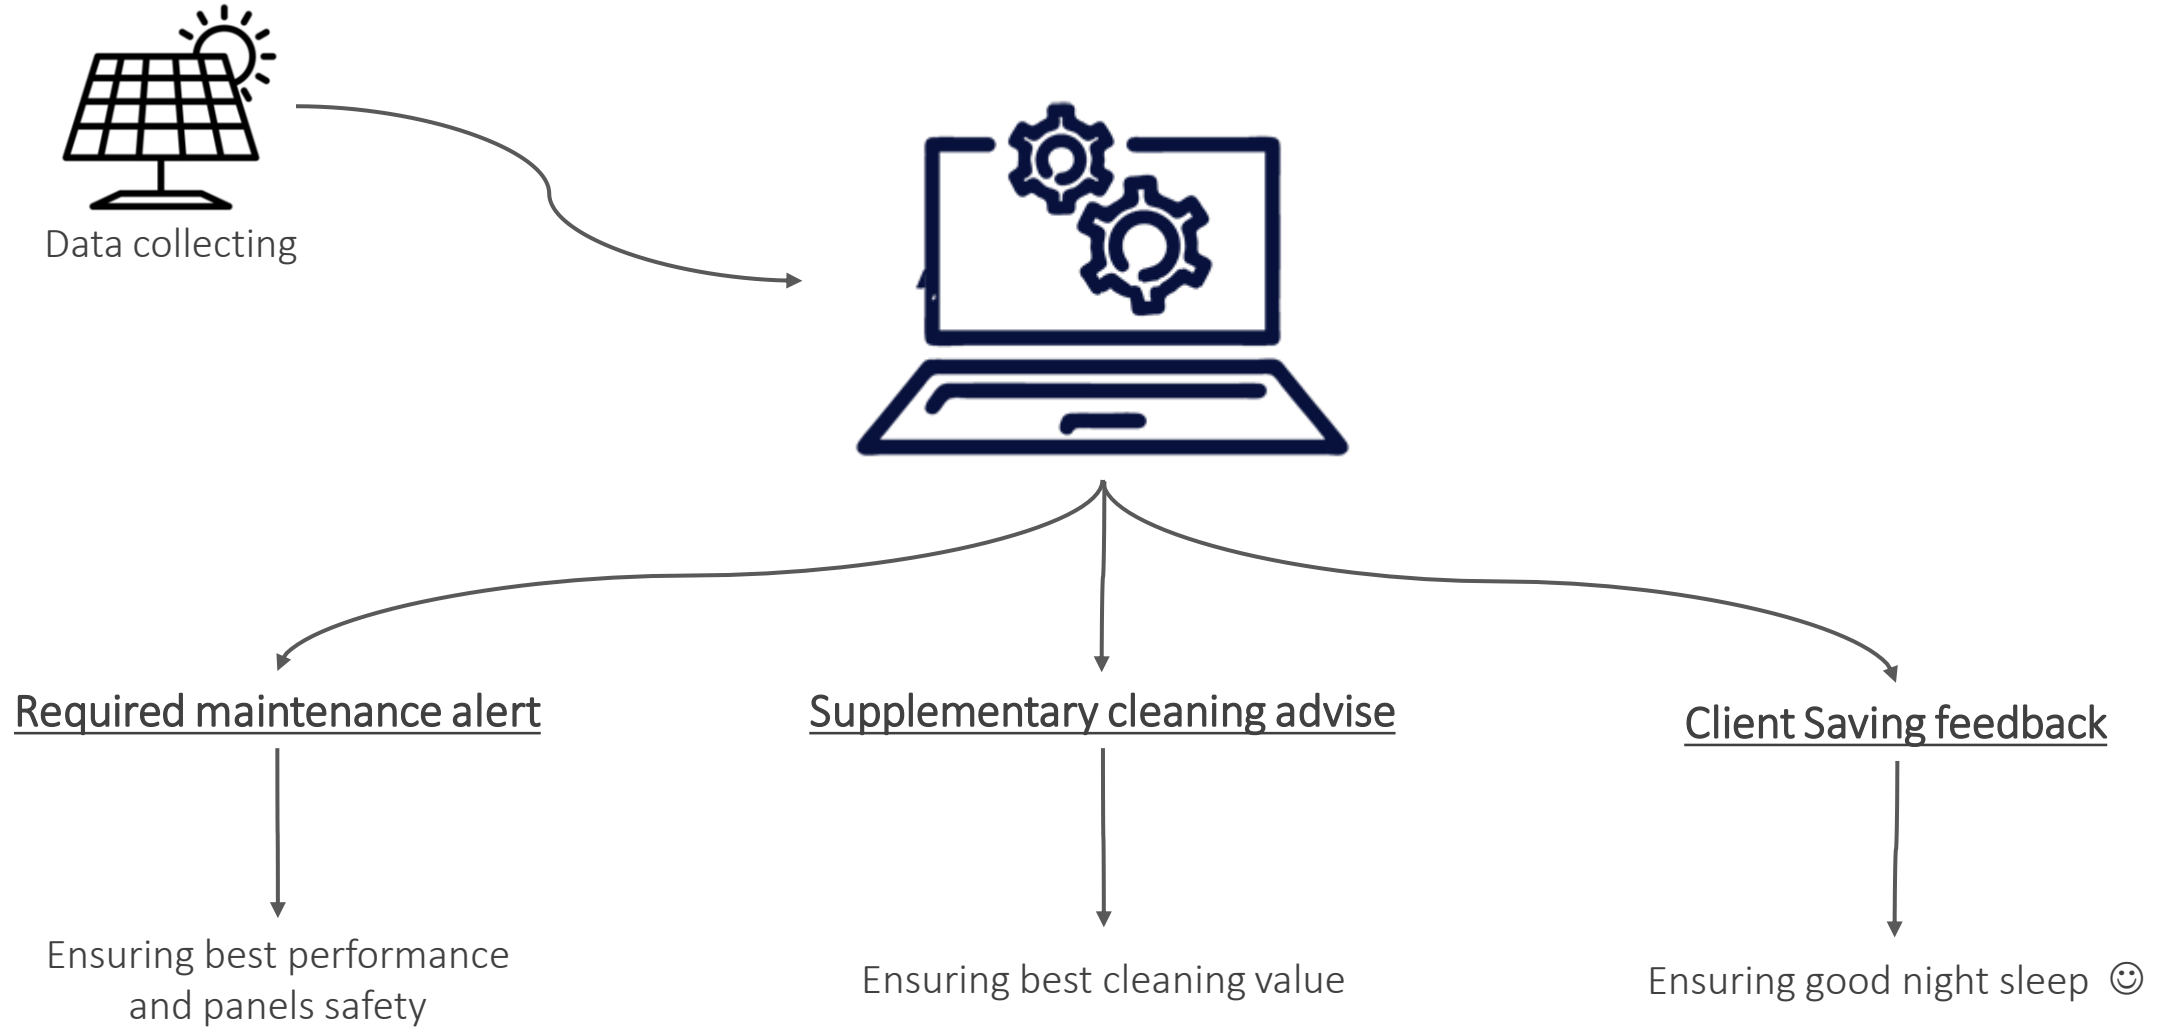 Data collecting
Required maintenance alert
Supplementary cleaning advise
Client Saving feedback
Ensuring best performance
and panels safety
Ensuring best cleaning value
Ensuring good night sleep ☺